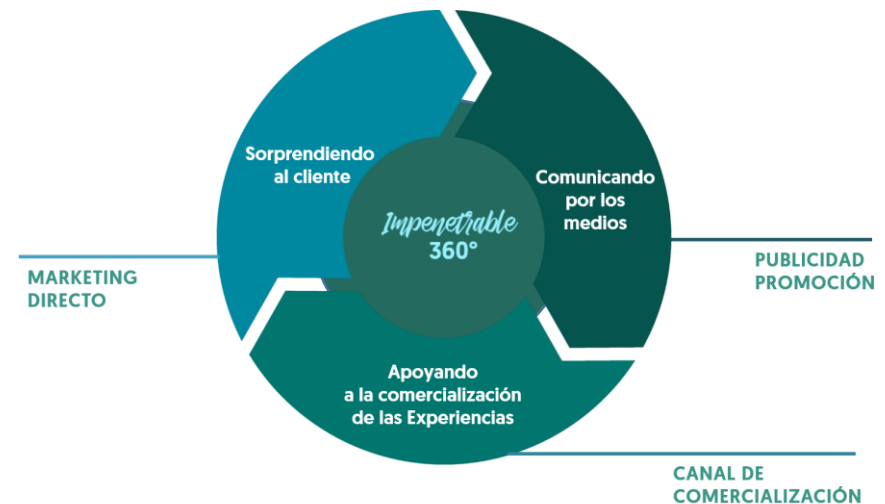 Sorprendiendo
al cliente
Comunicando
por los
medios
Impenetrable
360°
PUBLICIDAD
PROMOCIÓN
MARKETING
DIRECTO
Apoyando
a la comercialización
de las Experiencias
CANAL DE
COMERCIALIZACIÓN